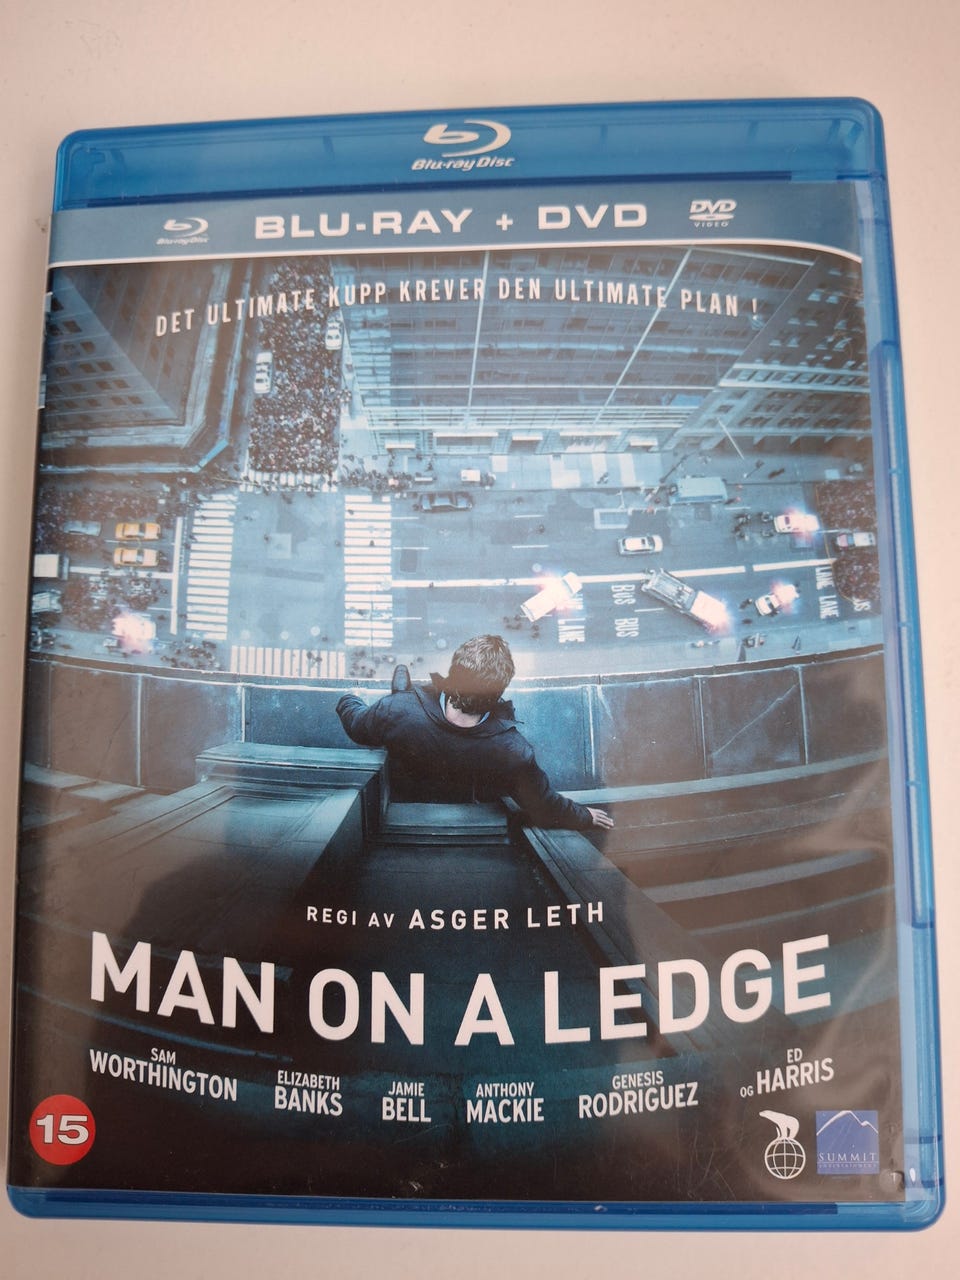 Blu-ray Disc
Blu-ray Disc BLU-RAY + DVD DVD VIDEO
DET ULTIMATE KUPP KREVER DEN ULTIMATE PLAN !
BUS LANE
BUS BUS
LANE LANE
REGI AV ASGER LETH
MAN ON A LEDGE
SAM WORTHINGTON
ELIZABETH BANKS
JAMIE BELL
ANTHONY MACKIE
GENESIS RODRIGUEZ
OG ED HARRIS
15
SUMMIT
ENTERTAINMENT